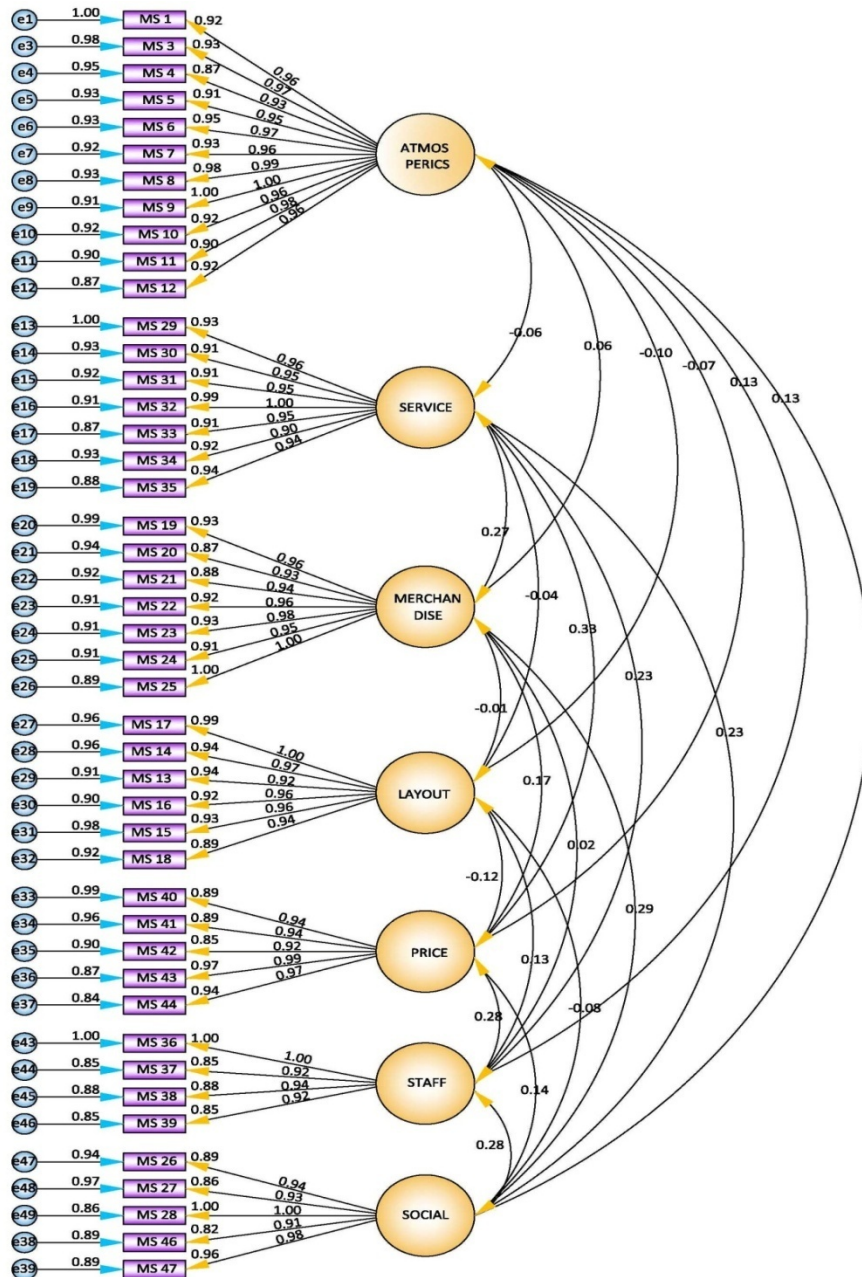 e1 1.00 MS 1 0.92
e3 0.98 MS 3 0.93
e4 0.95 MS 4 0.87
e5 0.93 MS 5 0.91
e6 0.93 MS 6 0.95
e7 0.92 MS 7 0.93
e8 0.93 MS 8 0.98
e9 0.91 MS 9 1.00
e10 0.92 MS 10 0.92
e11 0.90 MS 11 0.90
e12 0.87 MS 12 0.92
0.96
0.97
0.93
0.95
0.97
0.96
0.99
1.00
0.96
0.98
0.96
ATMOS
PERICS
e13 1.00 MS 29 0.93
e14 0.93 MS 30 0.91
e15 0.92 MS 31 0.91
e16 0.91 MS 32 0.99
e17 0.87 MS 33 0.91
e18 0.93 MS 34 0.92
e19 0.88 MS 35 0.94
0.96
0.95
0.95
1.00
0.95
0.90
0.94
SERVICE
e20 0.99 MS 19 0.93
e21 0.94 MS 20 0.87
e22 0.92 MS 21 0.88
e23 0.91 MS 22 0.92
e24 0.91 MS 23 0.93
e25 0.91 MS 24 0.91
e26 0.89 MS 25 1.00
0.96
0.93
0.94
0.96
0.98
0.95
1.00
MERCHAN
DISE
e27 0.96 MS 17 0.99
e28 0.96 MS 14 0.94
e29 0.91 MS 13 0.94
e30 0.90 MS 16 0.92
e31 0.98 MS 15 0.93
e32 0.92 MS 18 0.89
1.00
0.97
0.92
0.96
0.96
0.94
LAYOUT
e33 0.99 MS 40 0.89
e34 0.96 MS 41 0.89
e35 0.90 MS 42 0.85
e36 0.87 MS 43 0.97
e37 0.84 MS 44 0.94
0.94
0.94
0.92
0.99
0.97
PRICE
e43 1.00 MS 36 1.00
e44 0.85 MS 37 0.85
e45 0.88 MS 38 0.88
e46 0.85 MS 39 0.85
1.00
0.92
0.94
0.92
STAFF
e47 0.94 MS 26 0.89
e48 0.97 MS 27 0.86
e49 0.86 MS 28 1.00
e38 0.89 MS 46 0.82
e39 0.89 MS 47 0.96
0.94
0.93
1.00
0.91
0.98
SOCIAL
-0.06
0.06
-0.10
-0.07
0.13
0.13
0.27
-0.04
0.33
0.23
0.23
-0.01
0.17
0.02
0.29
-0.12
0.13
-0.08
0.28
0.14
0.28